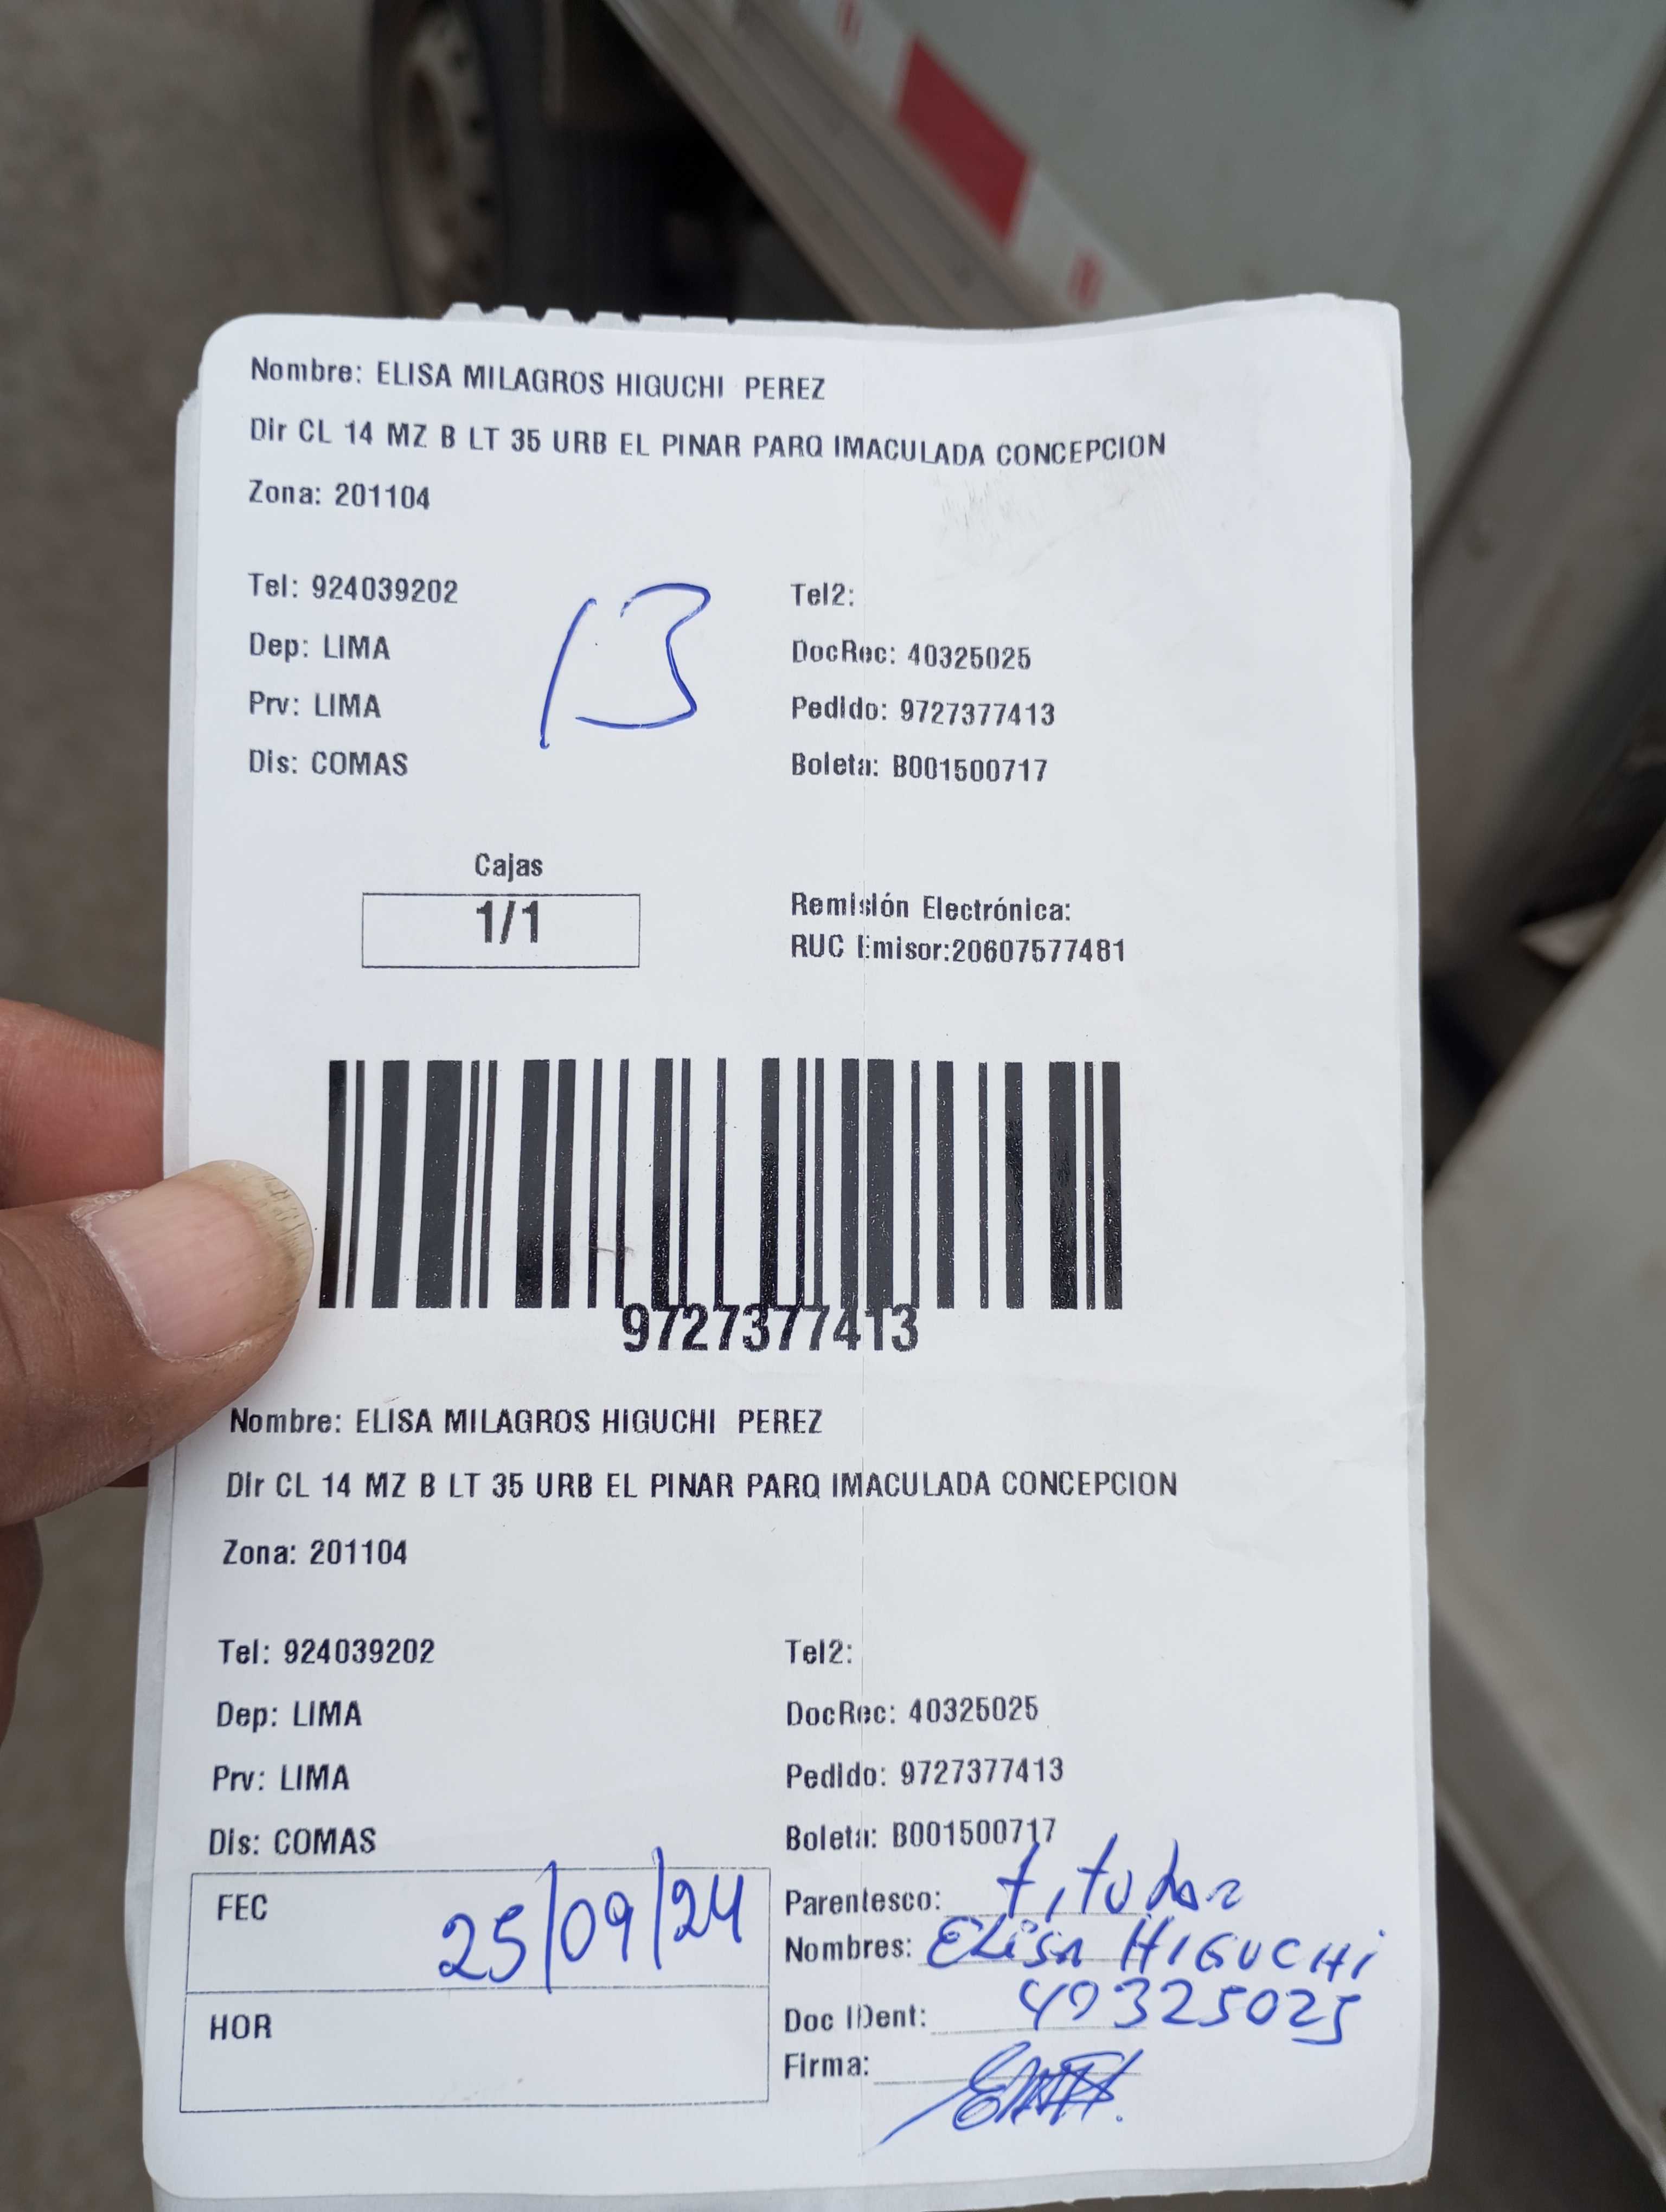 Nombre: ELISA MILAGROS HIGUCHI PEREZ
Dir CL 14 MZ B LT 35 URB EL PINAR PARQ IMACULADA CONCEPCION
Zona: 201104
13
Tel: 924039202 Tel2:
Dep: LIMA DocRec: 40325025
Prv: LIMA Pedido: 9727377413
Dis: COMAS Boleta: B001500717
Cajas
1/1
Remisión Electrónica:
RUC Emisor:20607577481
9727377413
Nombre: ELISA MILAGROS HIGUCHI PEREZ
Dir CL 14 MZ B LT 35 URB EL PINAR PARQ IMACULADA CONCEPCION
Zona: 201104
Tel: 924039202 Tel2:
Dep: LIMA DocRec: 40325025
Prv: LIMA Pedido: 9727377413
Dis: COMAS Boleta: B001500717
FEC 25/09/24
HOR
Parentesco: titular
Nombres: ELiSA HIGUCHi
Doc IDent: 40325025
Firma: